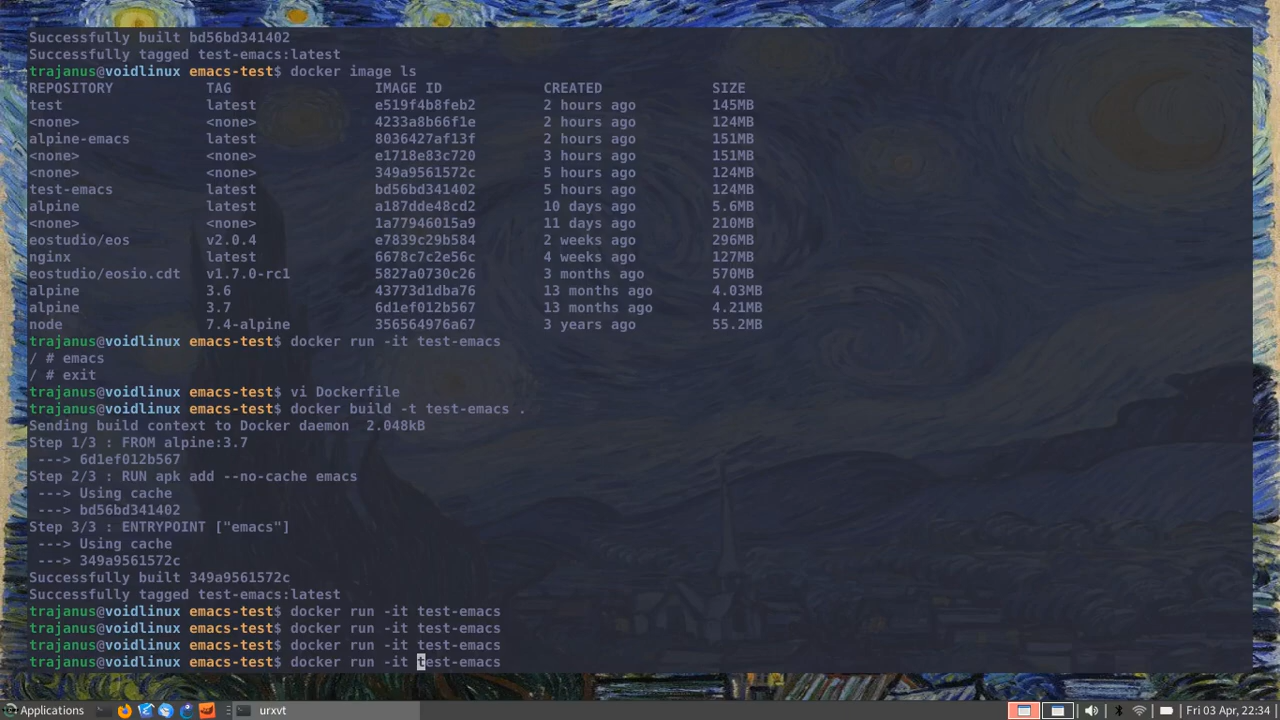 Successfully built bd56bd341402
Successfully tagged test-emacs:latest
trajanus@voidlinux emacs-test$ docker image ls
REPOSITORY TAG IMAGE ID CREATED SIZE
test latest e519f4b8feb2 2 hours ago 145MB
<none> <none> 4233a8b66f1e 2 hours ago 124MB
alpine-emacs latest 8036427af13f 2 hours ago 151MB
<none> <none> e1718e83c720 3 hours ago 151MB
<none> <none> 349a9561572c 5 hours ago 124MB
test-emacs latest bd56bd341402 5 hours ago 124MB
alpine latest a187dde48cd2 10 days ago 5.6MB
<none> <none> 1a77946015a9 11 days ago 210MB
eostudio/eos v2.0.4 e7839c29b584 2 weeks ago 296MB
nginx latest 6678c7c2e56c 4 weeks ago 127MB
eostudio/eosio.cdt v1.7.0-rc1 5827a0730c26 3 months ago 570MB
alpine 3.6 43773d1dba76 13 months ago 4.03MB
alpine 3.7 6d1ef012b567 13 months ago 4.21MB
node 7.4-alpine 356564976a67 3 years ago 55.2MB
trajanus@voidlinux emacs-test$ docker run -it test-emacs
/ # emacs
/ # exit
trajanus@voidlinux emacs-test$ vi Dockerfile
trajanus@voidlinux emacs-test$ docker build -t test-emacs .
Sending build context to Docker daemon  2.048kB
Step 1/3 : FROM alpine:3.7
 ---> 6d1ef012b567
Step 2/3 : RUN apk add --no-cache emacs
 ---> Using cache
 ---> bd56bd341402
Step 3/3 : ENTRYPOINT ["emacs"]
 ---> Using cache
 ---> 349a9561572c
Successfully built 349a9561572c
Successfully tagged test-emacs:latest
trajanus@voidlinux emacs-test$ docker run -it test-emacs
trajanus@voidlinux emacs-test$ docker run -it test-emacs
trajanus@voidlinux emacs-test$ docker run -it test-emacs
trajanus@voidlinux emacs-test$ docker run -it test-emacs
Applications urxvt Fri 03 Apr, 22:34